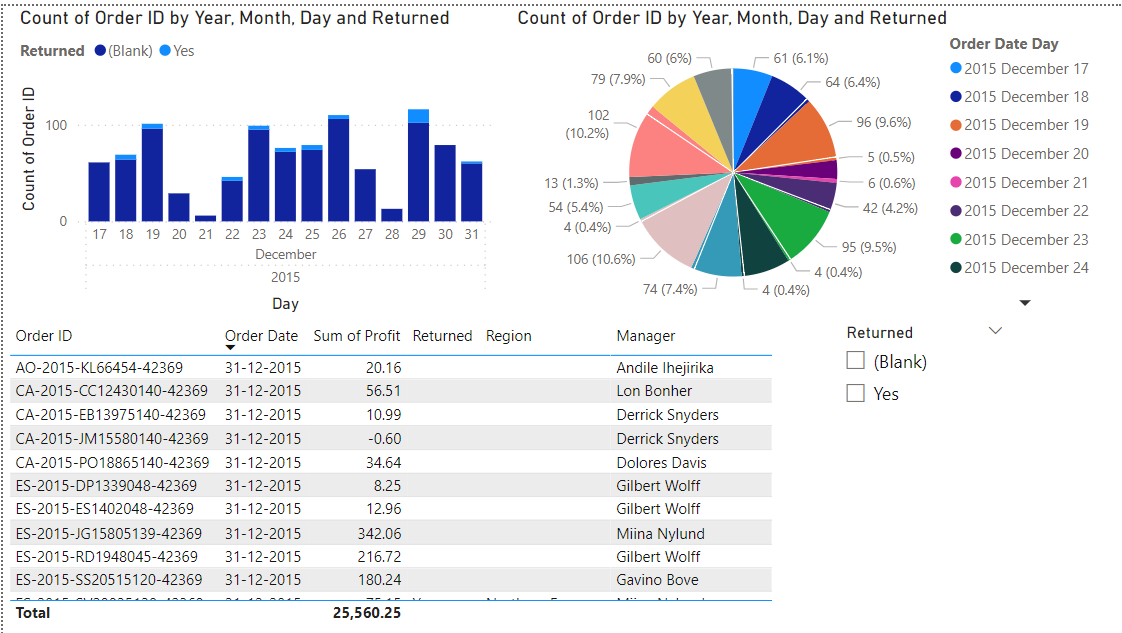 Count of Order ID by Year, Month, Day and Returned
Returned (Blank) Yes
Count of Order ID
100
0
17 18 19 20 21 22 23 24 25 26 27 28 29 30 31
December
2015
Day
Count of Order ID by Year, Month, Day and Returned
60 (6%)
61 (6.1%)
79 (7.9%)
64 (6.4%)
102
(10.2%)
96 (9.6%)
5 (0.5%)
13 (1.3%)
6 (0.6%)
54 (5.4%)
42 (4.2%)
4 (0.4%)
95 (9.5%)
106 (10.6%)
4 (0.4%)
74 (7.4%)
4 (0.4%)
Order Date Day
2015 December 17
2015 December 18
2015 December 19
2015 December 20
2015 December 21
2015 December 22
2015 December 23
2015 December 24
Order ID Order Date Sum of Profit Returned Region Manager
AO-2015-KL66454-42369 31-12-2015 20.16 Andile Ihejirika
CA-2015-CC12430140-42369 31-12-2015 56.51 Lon Bonher
CA-2015-EB13975140-42369 31-12-2015 10.99 Derrick Snyders
CA-2015-JM15580140-42369 31-12-2015 -0.60 Derrick Snyders
CA-2015-PO18865140-42369 31-12-2015 34.64 Dolores Davis
ES-2015-DP1339048-42369 31-12-2015 8.25 Gilbert Wolff
ES-2015-ES1402048-42369 31-12-2015 12.96 Gilbert Wolff
ES-2015-JG15805139-42369 31-12-2015 342.06 Miina Nylund
ES-2015-RD1948045-42369 31-12-2015 216.72 Gilbert Wolff
ES-2015-SS20515120-42369 31-12-2015 180.24 Gavino Bove
Total 25,560.25
Returned
(Blank)
Yes